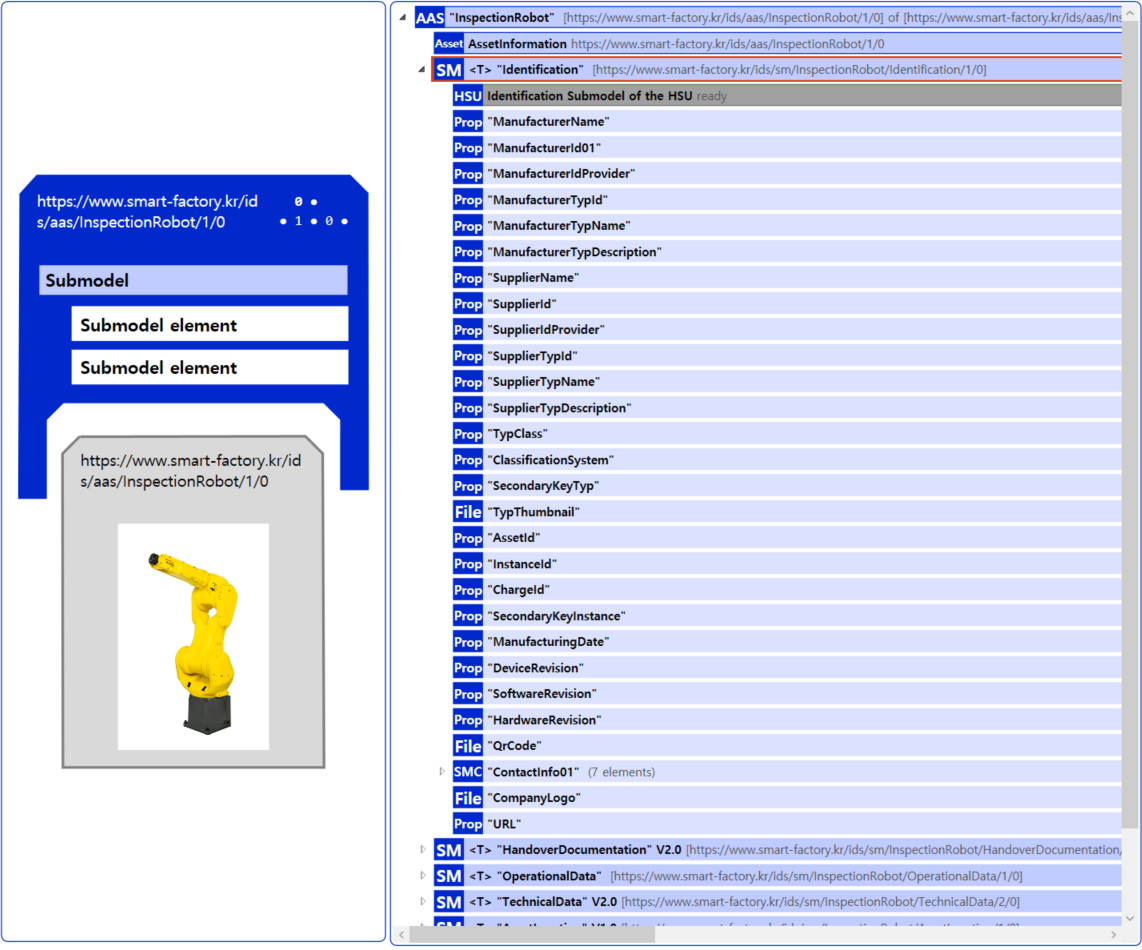 https://www.smart-factory.kr/id
s/aas/InspectionRobot/1/0
0 •
• 1 • 0 •
Submodel
Submodel element
Submodel element
https://www.smart-factory.kr/id
s/aas/InspectionRobot/1/0
AAS "InspectionRobot" [https://www.smart-factory.kr/ids/aas/InspectionRobot/1/0] of [https://www.smart-factory.kr/ids/aas/Ins
Asset AssetInformation https://www.smart-factory.kr/ids/aas/InspectionRobot/1/0
SM <T> "Identification" [https://www.smart-factory.kr/ids/sm/InspectionRobot/Identification/1/0]
HSU Identification Submodel of the HSU ready
Prop "ManufacturerName"
Prop "ManufacturerId01"
Prop "ManufacturerIdProvider"
Prop "ManufacturerTypId"
Prop "ManufacturerTypName"
Prop "ManufacturerTypDescription"
Prop "SupplierName"
Prop "SupplierId"
Prop "SupplierIdProvider"
Prop "SupplierTypId"
Prop "SupplierTypName"
Prop "SupplierTypDescription"
Prop "TypClass"
Prop "ClassificationSystem"
Prop "SecondaryKeyTyp"
File "TypThumbnail"
Prop "AssetId"
Prop "InstanceId"
Prop "ChargeId"
Prop "SecondaryKeyInstance"
Prop "ManufacturingDate"
Prop "DeviceRevision"
Prop "SoftwareRevision"
Prop "HardwareRevision"
File "QrCode"
SMC "ContactInfo01" (7 elements)
File "CompanyLogo"
Prop "URL"
SM <T> "HandoverDocumentation" V2.0 [https://www.smart-factory.kr/ids/sm/InspectionRobot/HandoverDocumentation/
SM <T> "OperationalData" [https://www.smart-factory.kr/ids/sm/InspectionRobot/OperationalData/1/0]
SM <T> "TechnicalData" V2.0 [https://www.smart-factory.kr/ids/sm/InspectionRobot/TechnicalData/2/0]